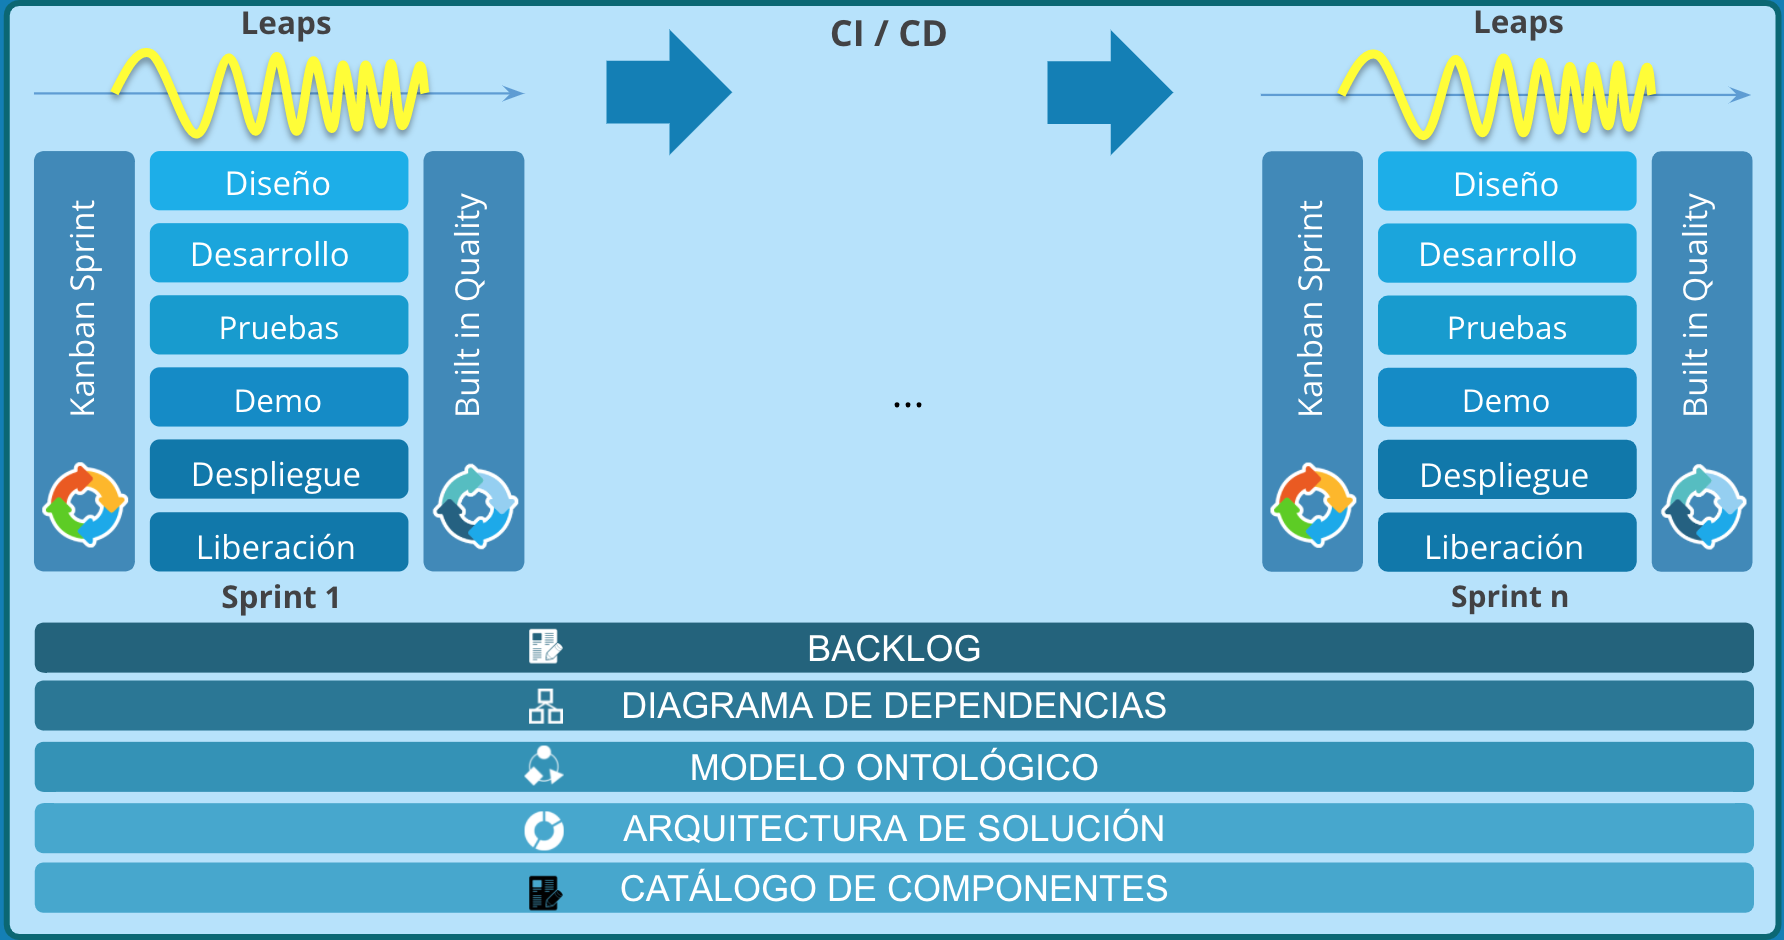 Leaps
CI / CD
Leaps
Kanban Sprint
Diseño
Desarrollo
Pruebas
Demo
Despliegue
Liberación
Built in Quality
Sprint 1
...
Kanban Sprint
Diseño
Desarrollo
Pruebas
Demo
Despliegue
Liberación
Built in Quality
Sprint n
BACKLOG
DIAGRAMA DE DEPENDENCIAS
MODELO ONTOLÓGICO
ARQUITECTURA DE SOLUCIÓN
CATÁLOGO DE COMPONENTES